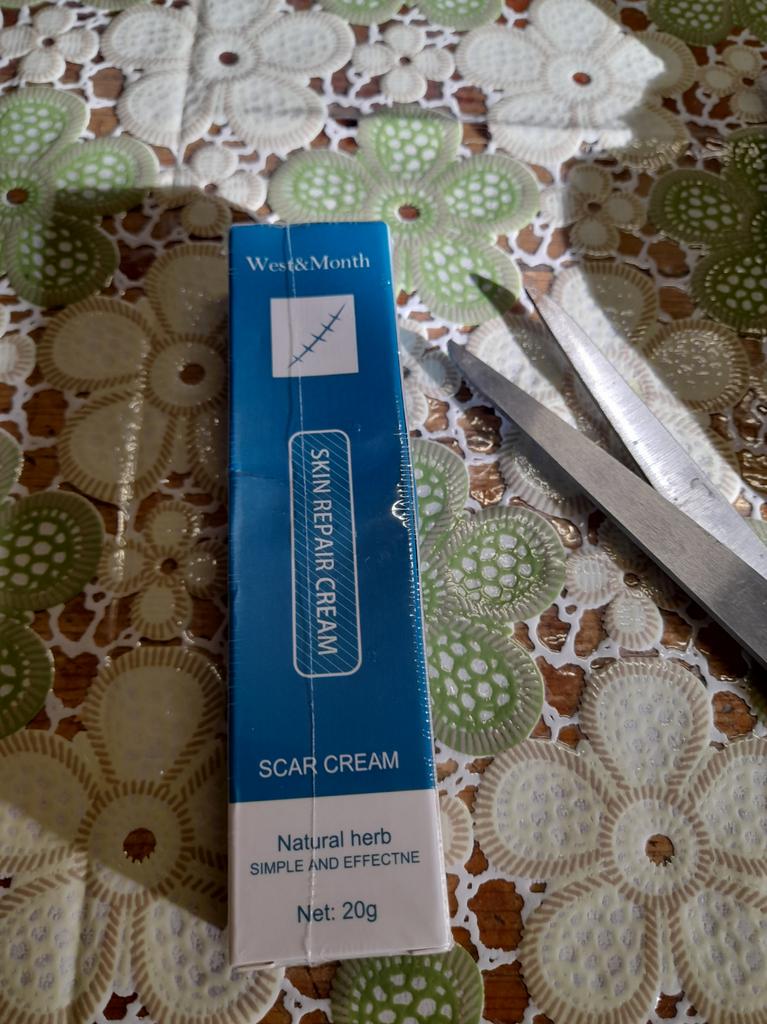 West&Month
SKIN REPAIR CREAM
SCAR CREAM
Natural herb
SIMPLE AND EFFECTNE
Net: 20g